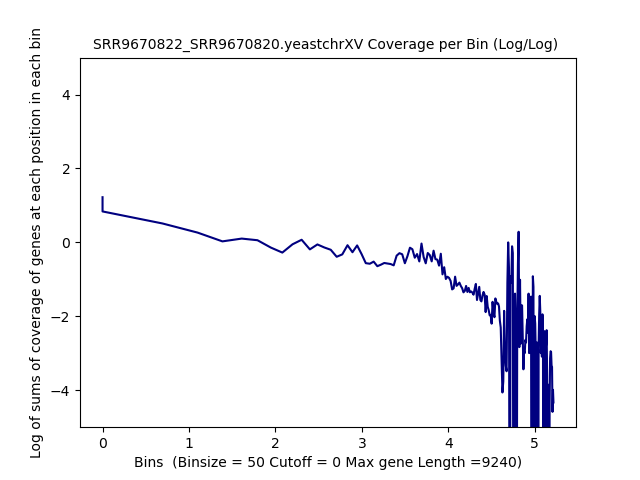 SRR9670822_SRR9670820.yeastchrXV Coverage per Bin (Log/Log)
Log of sums of coverage of genes at each position in each bin
4
2
0
−2
−4
0 1 2 3 4 5
Bins  (Binsize = 50 Cutoff = 0 Max gene Length =9240)